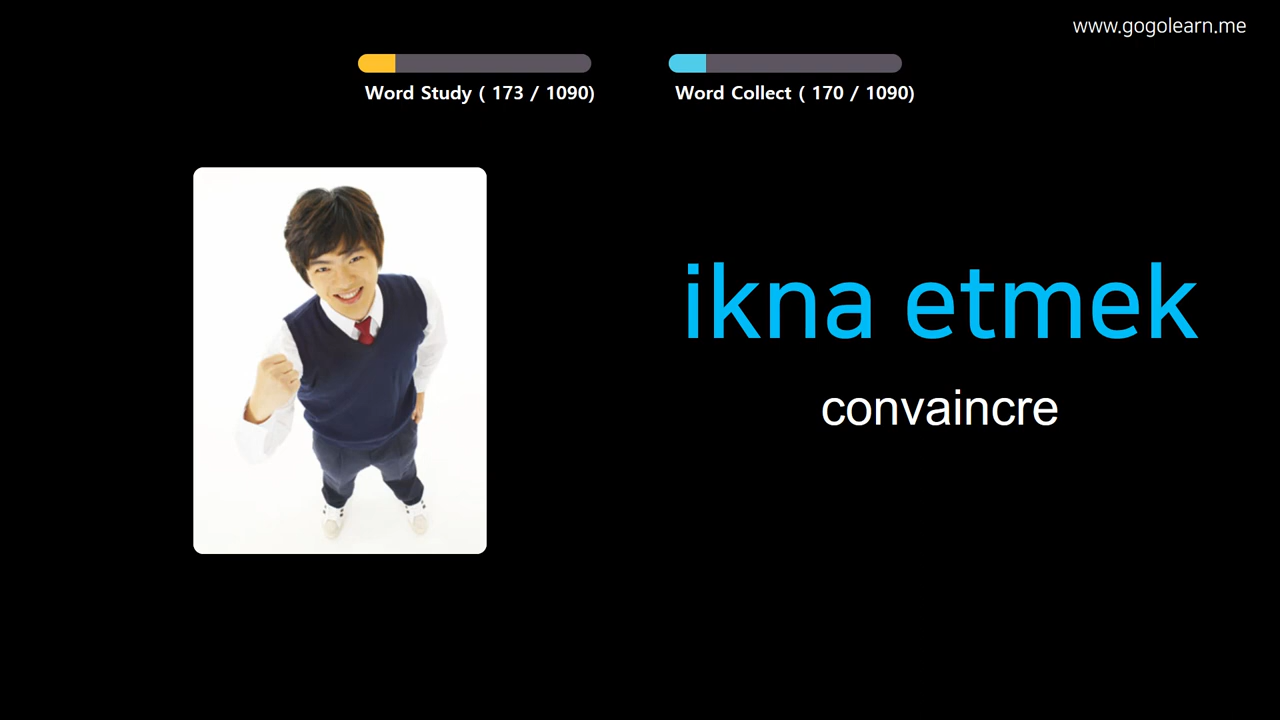 www.gogolearn.me
Word Study ( 173 / 1090)
Word Collect ( 170 / 1090)
ikna etmek
convaincre